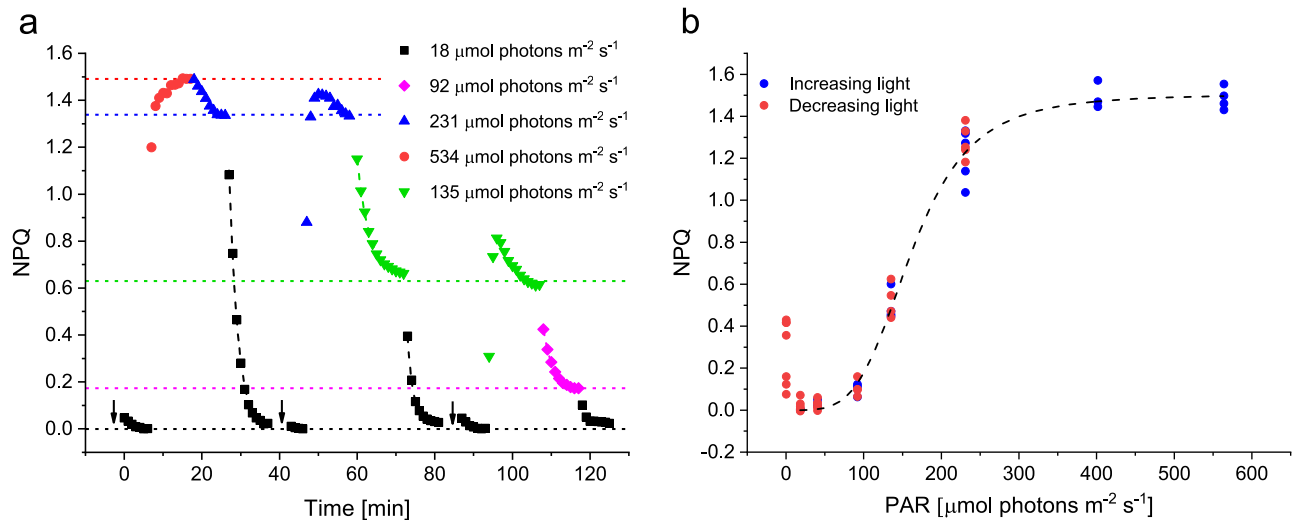 a
1.6
1.4
1.2
1.0
0.8
0.6
0.4
0.2
0.0
NPQ
0
20
40
60
80
100
120
Time [min]
18 μmol photons m⁻² s⁻¹
92 μmol photons m⁻² s⁻¹
231 μmol photons m⁻² s⁻¹
534 μmol photons m⁻² s⁻¹
135 μmol photons m⁻² s⁻¹
b
1.6
1.4
1.2
1.0
0.8
0.6
0.4
0.2
0.0
-0.2
NPQ
0
100
200
300
400
500
600
PAR [μmol photons m⁻² s⁻¹]
Increasing light
Decreasing light